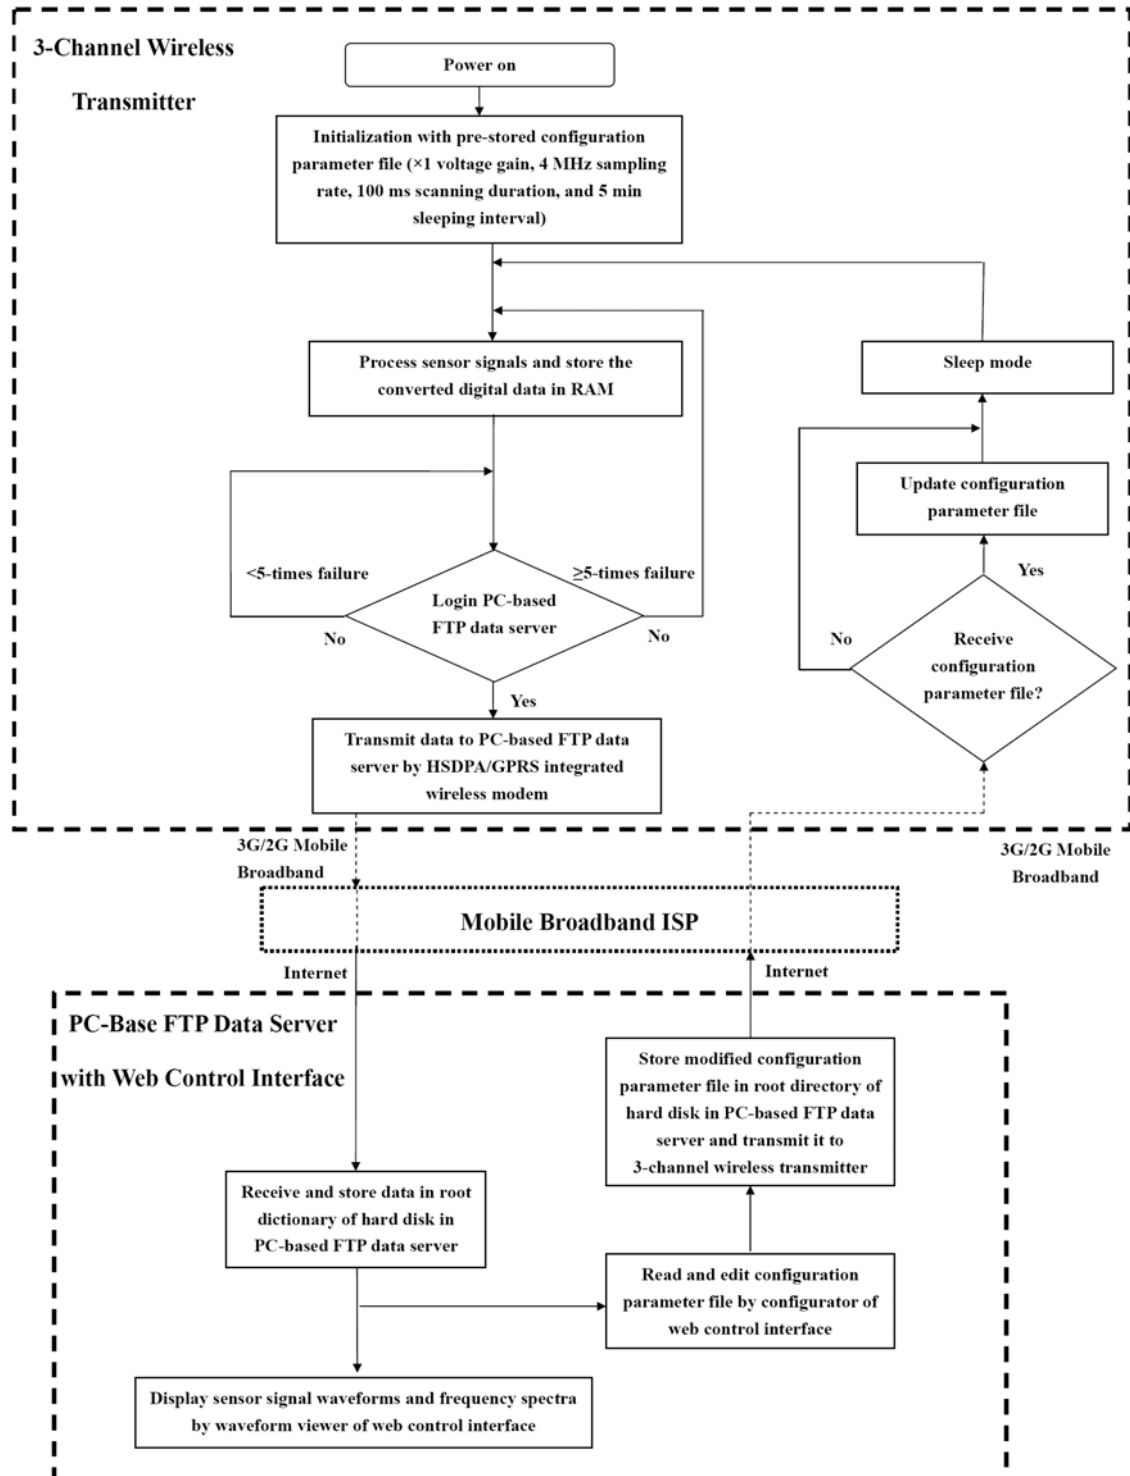 3-Channel Wireless
Transmitter
Power on
Initialization with pre-stored configuration
parameter file (×1 voltage gain, 4 MHz sampling
rate, 100 ms scanning duration, and 5 min
sleeping interval)
Process sensor signals and store the
converted digital data in RAM
Sleep mode
Update configuration
parameter file
<5-times failure
≥5-times failure
Login PC-based
FTP data server
No
No
Yes
Yes
No
Receive
configuration
parameter file?
Transmit data to PC-based FTP data
server by HSDPA/GPRS integrated
wireless modem
3G/2G Mobile
Broadband
3G/2G Mobile
Broadband
Mobile Broadband ISP
Internet
Internet
PC-Base FTP Data Server
with Web Control Interface
Store modified configuration
parameter file in root directory of
hard disk in PC-based FTP data
server and transmit it to
3-channel wireless transmitter
Receive and store data in root
dictionary of hard disk in
PC-based FTP data server
Read and edit configuration
parameter file by configurator of
web control interface
Display sensor signal waveforms and frequency spectra
by waveform viewer of web control interface